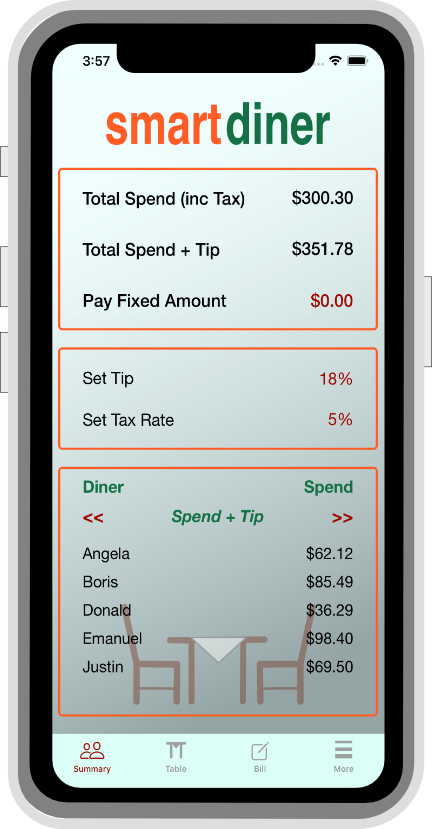 3:57
smartdiner
Total Spend (inc Tax) $300.30
Total Spend + Tip $351.78
Pay Fixed Amount $0.00
Set Tip 18%
Set Tax Rate 5%
Diner Spend
<< Spend + Tip >>
Angela $62.12
Boris $85.49
Donald $36.29
Emanuel $98.40
Justin $69.50
Summary Table Bill More